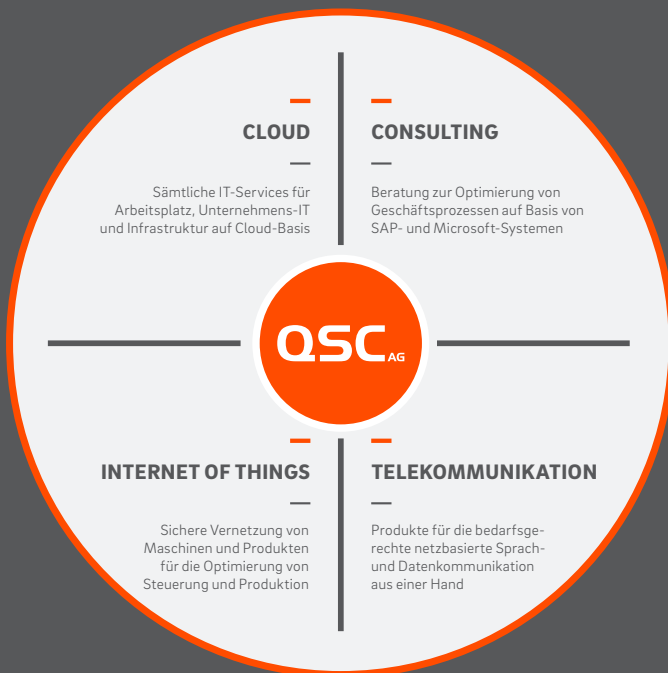 CLOUD
Sämtliche IT-Services für
Arbeitsplatz, Unternehmens-IT
und Infrastruktur auf Cloud-Basis
CONSULTING
Beratung zur Optimierung von
Geschäftsprozessen auf Basis von
SAP- und Microsoft-Systemen
QSC AG
INTERNET OF THINGS
Sichere Vernetzung von
Maschinen und Produkten
für die Optimierung von
Steuerung und Produktion
TELEKOMMUNIKATION
Produkte für die bedarfsge-
rechte netzbasierte Sprach-
und Datenkommunikation
aus einer Hand